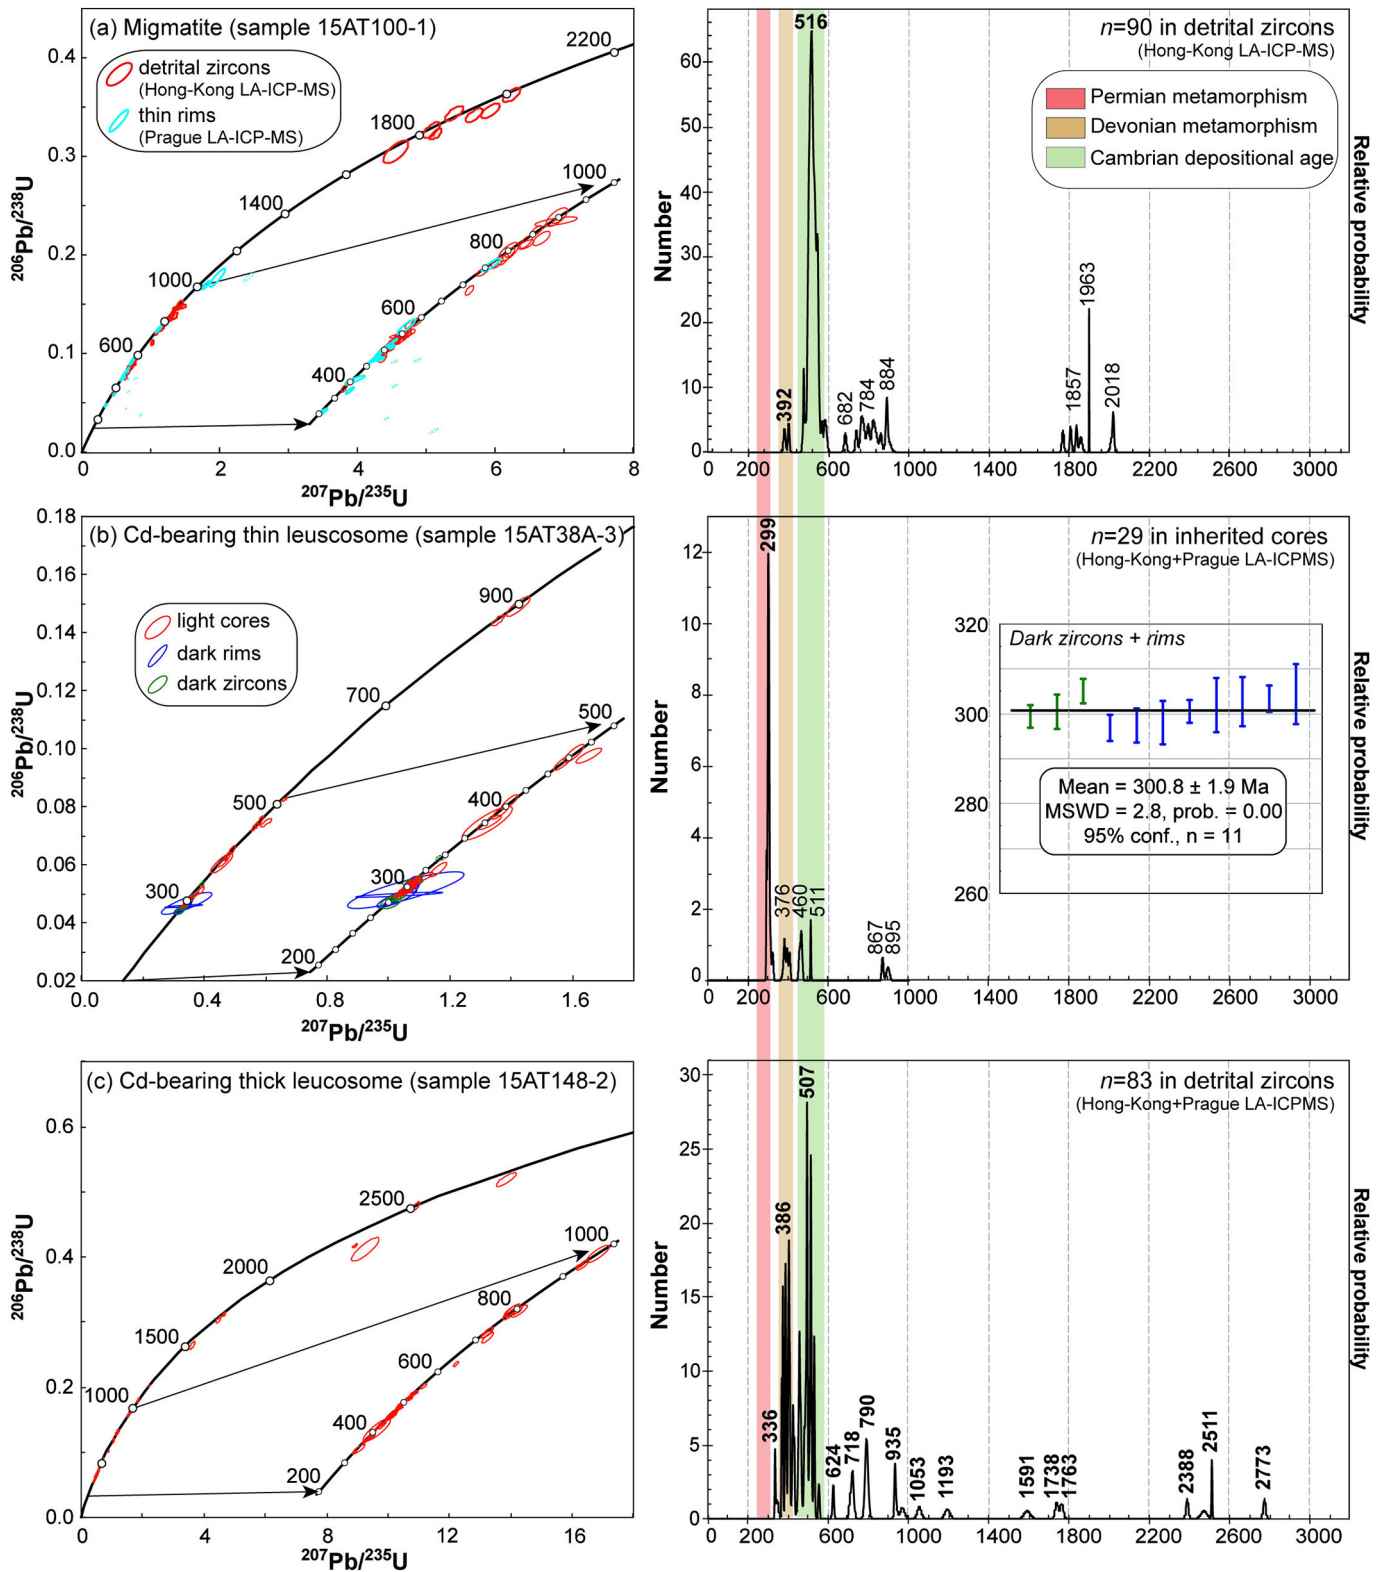 (a) Migmatite (sample 15AT100-1)
detrital zircons
(Hong-Kong LA-ICP-MS)
thin rims
(Prague LA-ICP-MS)
2200
1800
1400
1000
600
1000
800
600
400
0.4
0.3
0.2
0.1
0.0
0 2 4 6 8
206Pb/238U
207Pb/235U
n=90 in detrital zircons
(Hong-Kong LA-ICP-MS)
Permian metamorphism
Devonian metamorphism
Cambrian depositional age
516
392
682
784
884
1857
1963
2018
60
50
40
30
20
10
0
0 200 600 1000 1400 1800 2200 2600 3000
Number
Relative probability
(b) Cd-bearing thin leuscosome (sample 15AT38A-3)
light cores
dark rims
dark zircons
900
700
500
300
500
400
300
200
0.18
0.16
0.14
0.12
0.10
0.08
0.06
0.04
0.02
0.0 0.4 0.8 1.2 1.6
206Pb/238U
207Pb/235U
n=29 in inherited cores
(Hong-Kong+Prague LA-ICPMS)
299
376
460
511
867
895
12
10
8
6
4
2
0
0 200 600 1000 1400 1800 2200 2600 3000
Number
Relative probability
Dark zircons + rims
320
300
280
260
Mean = 300.8 ± 1.9 Ma
MSWD = 2.8, prob. = 0.00
95% conf., n = 11
(c) Cd-bearing thick leucosome (sample 15AT148-2)
2500
2000
1500
1000
1000
800
600
400
200
0.6
0.4
0.2
0.0
0 4 8 12 16
206Pb/238U
207Pb/235U
n=83 in detrital zircons
(Hong-Kong+Prague LA-ICPMS)
336
386
507
624
718
790
935
1053
1193
1591
1738
1763
2388
2511
2773
30
25
20
15
10
5
0
0 200 600 1000 1400 1800 2200 2600 3000
Number
Relative probability